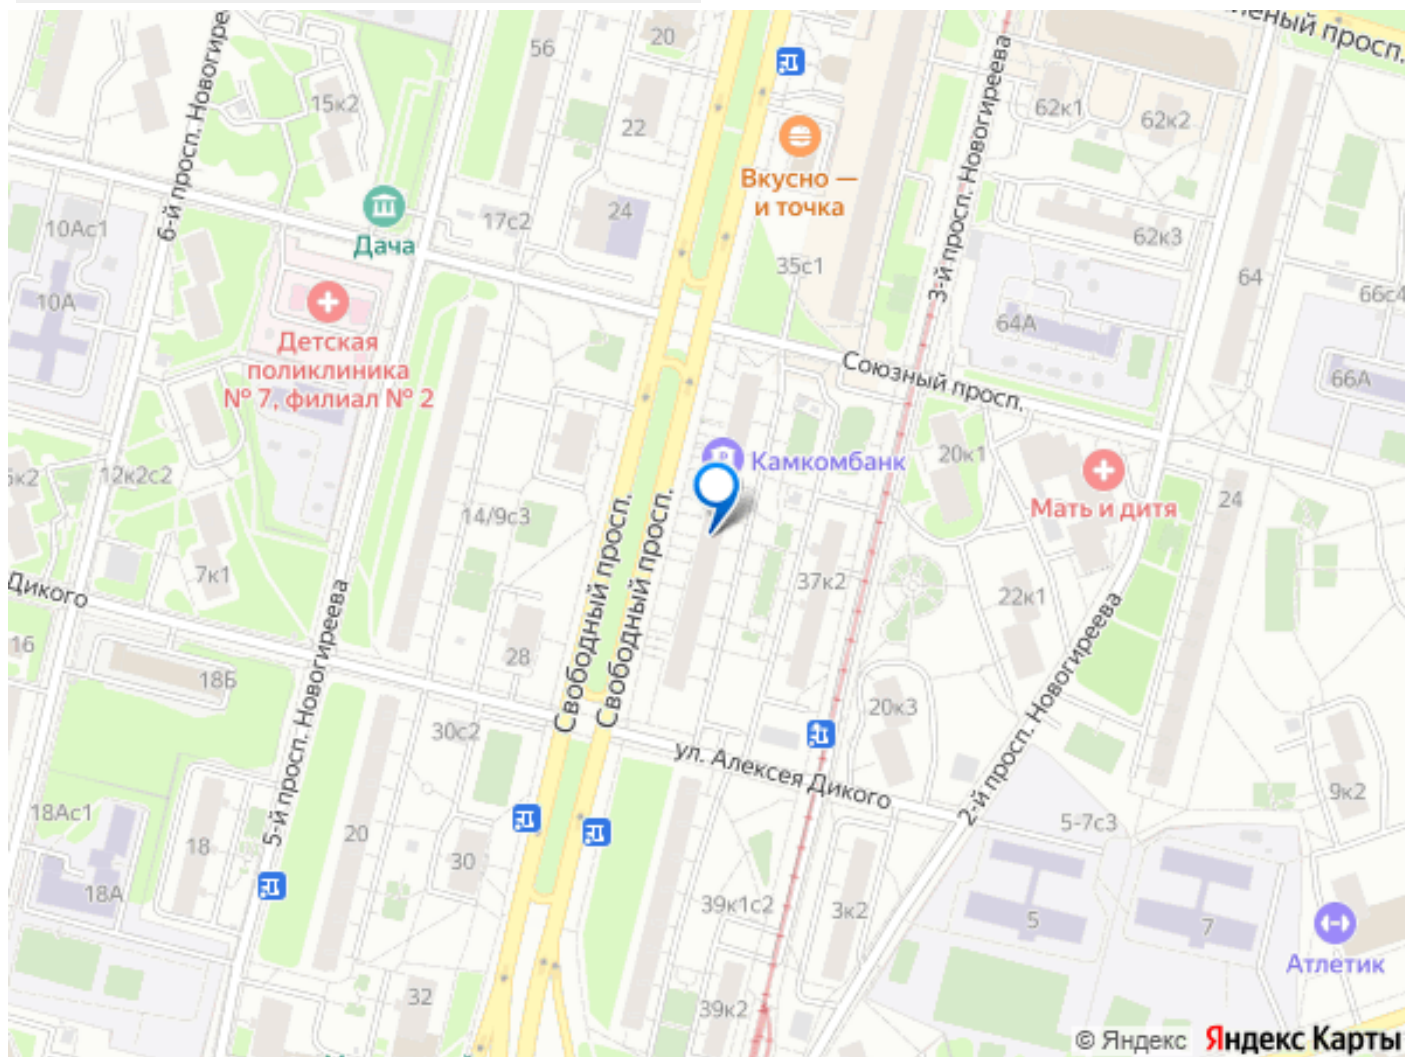 56
20
15к2
22
6-й просп. Новогире
62к1
62к2
просп.
3-й просп. Новогиреева
Вкусно —
и точка
10Ас1
17с2
24
Дача
62к3
35с1
64
66с4
10А
64А
Детская
поликлиника
№ 7, филиал № 2
Союзный просп.
66А
12к2с2
Камкомбанк
20к1
Мать и дитя
24
14/9с3
Свободный просп.
Свободный просп.
7к1
37к2
22к1
Дикого
16
18Б
28
5-й просп. Новогиреева
30с2
20к3
2-й просп. Новогиреева
ул. Алексея Дикого
9к2
18Ас1
18
20
30
5-7с3
18А
39к1с2
3к2
5
7
Атлетик
32
39к2
© Яндекс Яндекс Карты